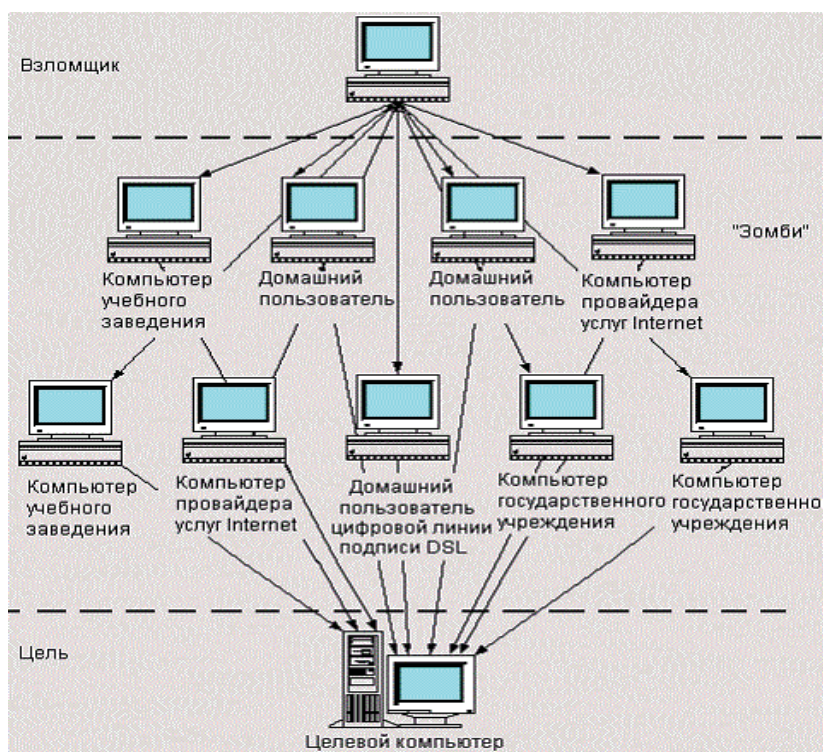 Взломщик
"Зомби"
Компьютер
учебного
заведения
Домашний
пользователь
Домашний
пользователь
Компьютер
провайдера
услуг Internet
Компьютер
учебного
заведения
Компьютер
провайдера
услуг Internet
Домашний
пользователь
цифровой линии
подписи DSL
Компьютер
государственного
учреждения
Компьютер
государственно
учреждения
Цель
Целевой компьютер